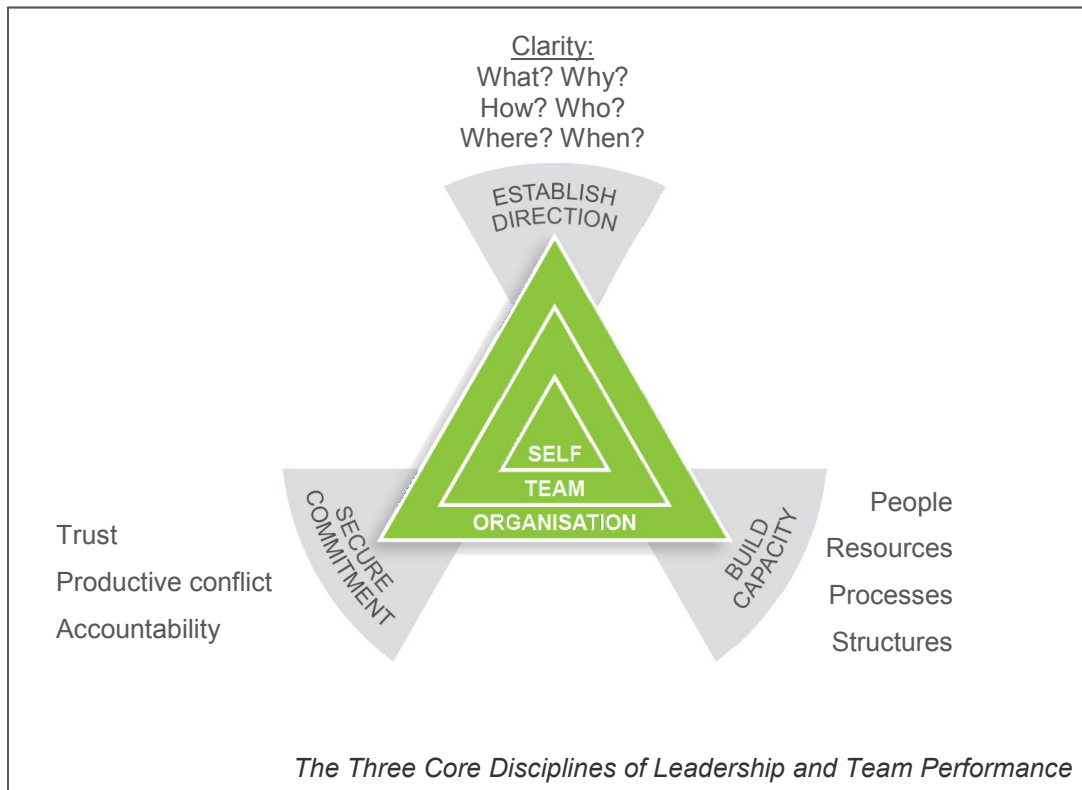 Clarity:
What? Why?
How? Who?
Where? When?
ESTABLISH
DIRECTION
SELF
TEAM
ORGANISATION
SECURE
COMMITMENT
Trust
Productive conflict
Accountability
BUILD
CAPACITY
People
Resources
Processes
Structures
The Three Core Disciplines of Leadership and Team Performance